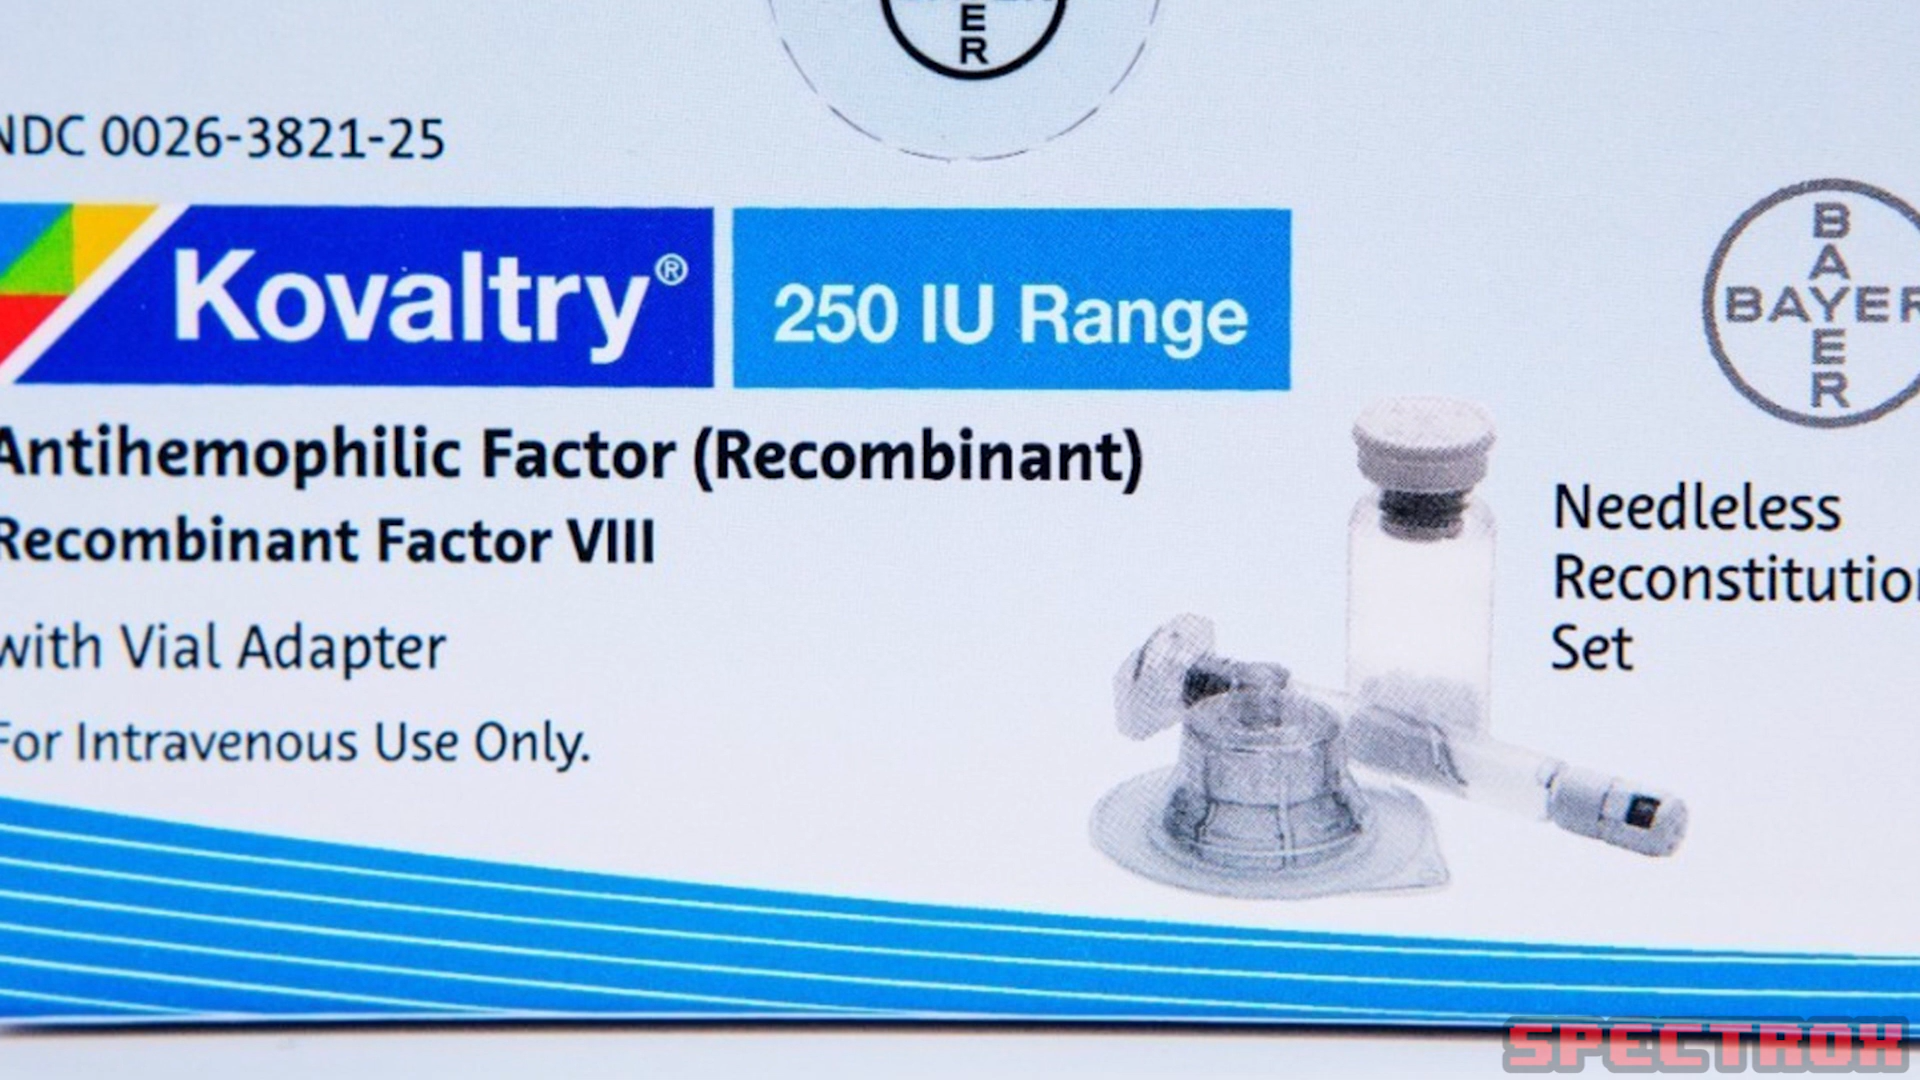 E
R
NDC 0026-3821-25
Kovaltry®
250 IU Range
B
A
BAYER
E
R
Antihemophilic Factor (Recombinant)
Recombinant Factor VIII
with Vial Adapter
For Intravenous Use Only.
Needleless
Reconstitution
Set
SPECTROX